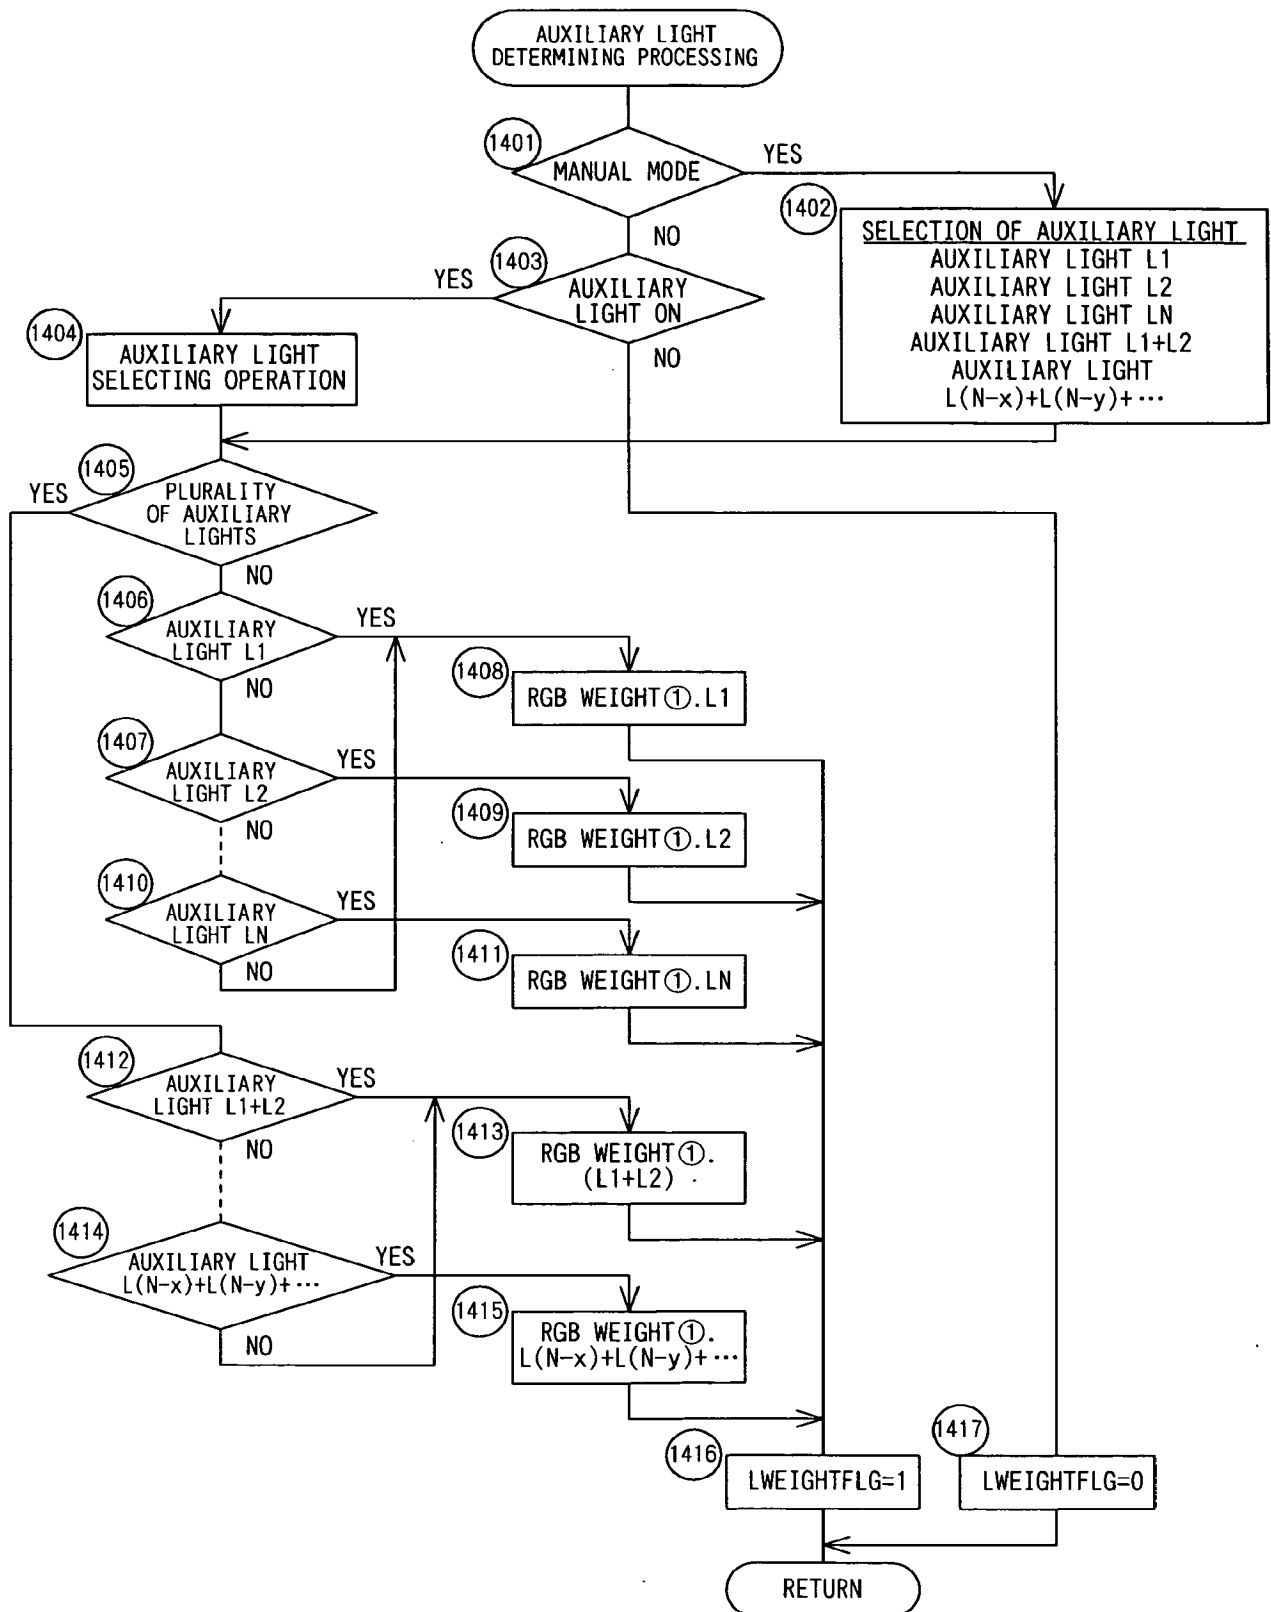 AUXILIARY LIGHT
DETERMINING PROCESSING
1401
MANUAL MODE
YES
NO
1402
SELECTION OF AUXILIARY LIGHT
AUXILIARY LIGHT L1
AUXILIARY LIGHT L2
AUXILIARY LIGHT LN
AUXILIARY LIGHT L1+L2
AUXILIARY LIGHT
L(N-x)+L(N-y)+···
1403
AUXILIARY
LIGHT ON
YES
NO
1404
AUXILIARY LIGHT
SELECTING OPERATION
1405
PLURALITY
OF AUXILIARY
LIGHTS
YES
NO
1406
AUXILIARY
LIGHT L1
YES
NO
1408
RGB WEIGHT①.L1
1407
AUXILIARY
LIGHT L2
YES
NO
1409
RGB WEIGHT①.L2
1410
AUXILIARY
LIGHT LN
YES
NO
1411
RGB WEIGHT①.LN
1412
AUXILIARY
LIGHT L1+L2
YES
NO
1413
RGB WEIGHT①.
(L1+L2)
1414
AUXILIARY LIGHT
L(N-x)+L(N-y)+···
YES
NO
1415
RGB WEIGHT①.
L(N-x)+L(N-y)+···
1416
LWEIGHTFLG=1
1417
LWEIGHTFLG=0
RETURN